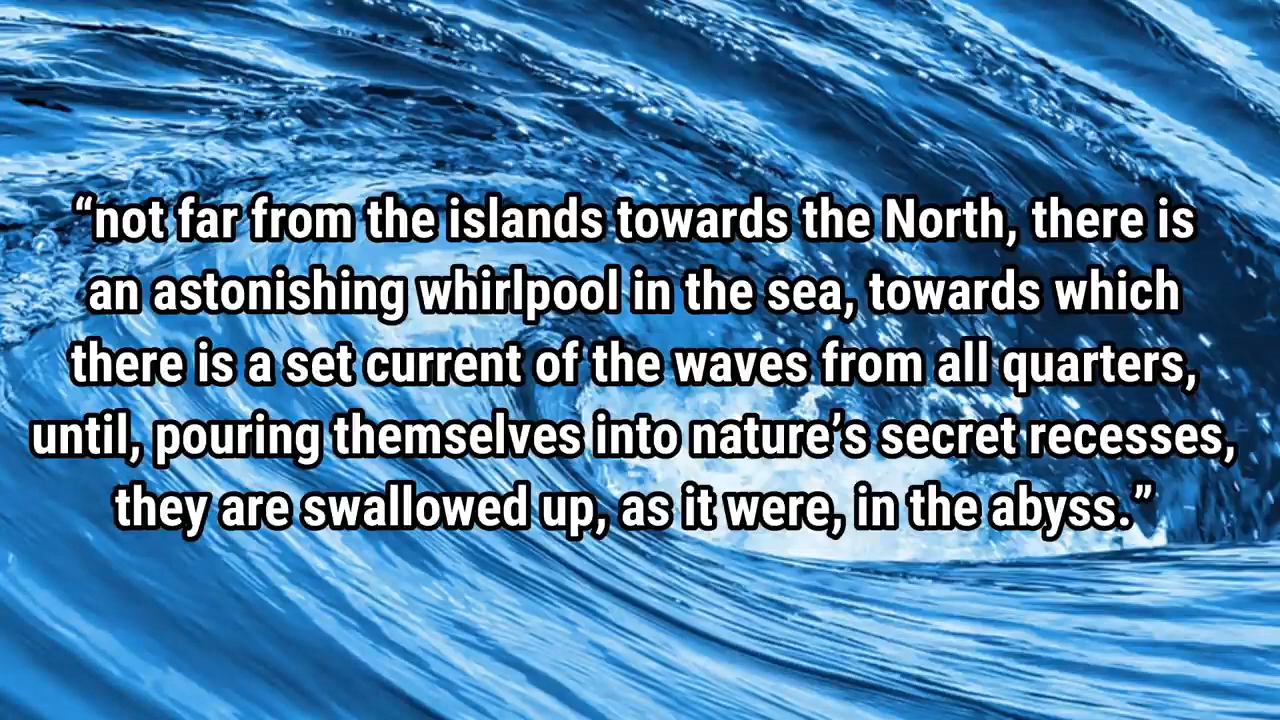 “not far from the islands towards the North, there is
an astonishing whirlpool in the sea, towards which
there is a set current of the waves from all quarters,
until, pouring themselves into nature’s secret recesses,
they are swallowed up, as it were, in the abyss.”